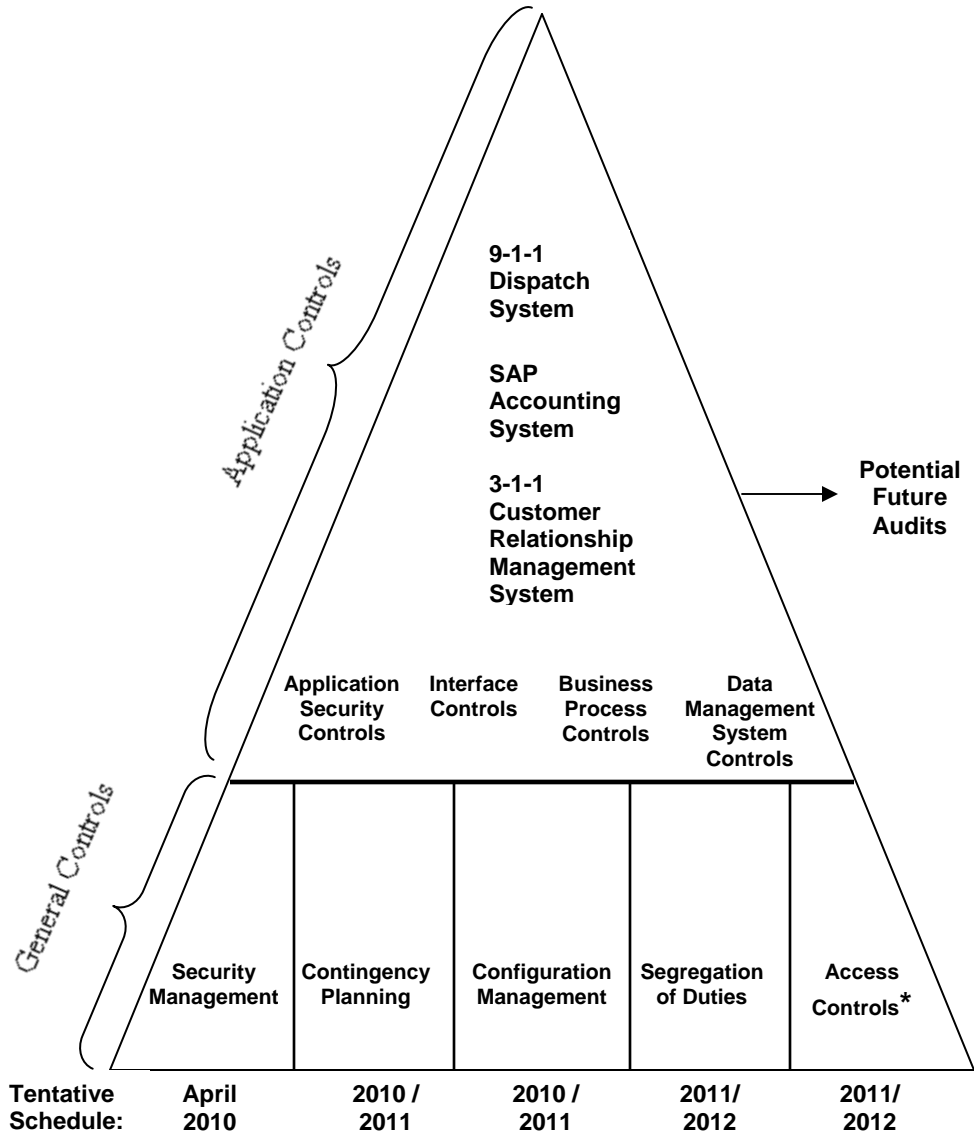 9-1-1
Dispatch
System
SAP
Accounting
System
3-1-1
Customer
Relationship
Management
System
Application Controls
Potential
Future
Audits
Application
Security
Controls
Interface
Controls
Business
Process
Controls
Data
Management
System
Controls
General Controls
Security
Management
Contingency
Planning
Configuration
Management
Segregation
of Duties
Access
Controls*
Tentative
Schedule:
April
2010
2010 /
2011
2010 /
2011
2011/
2012
2011/
2012